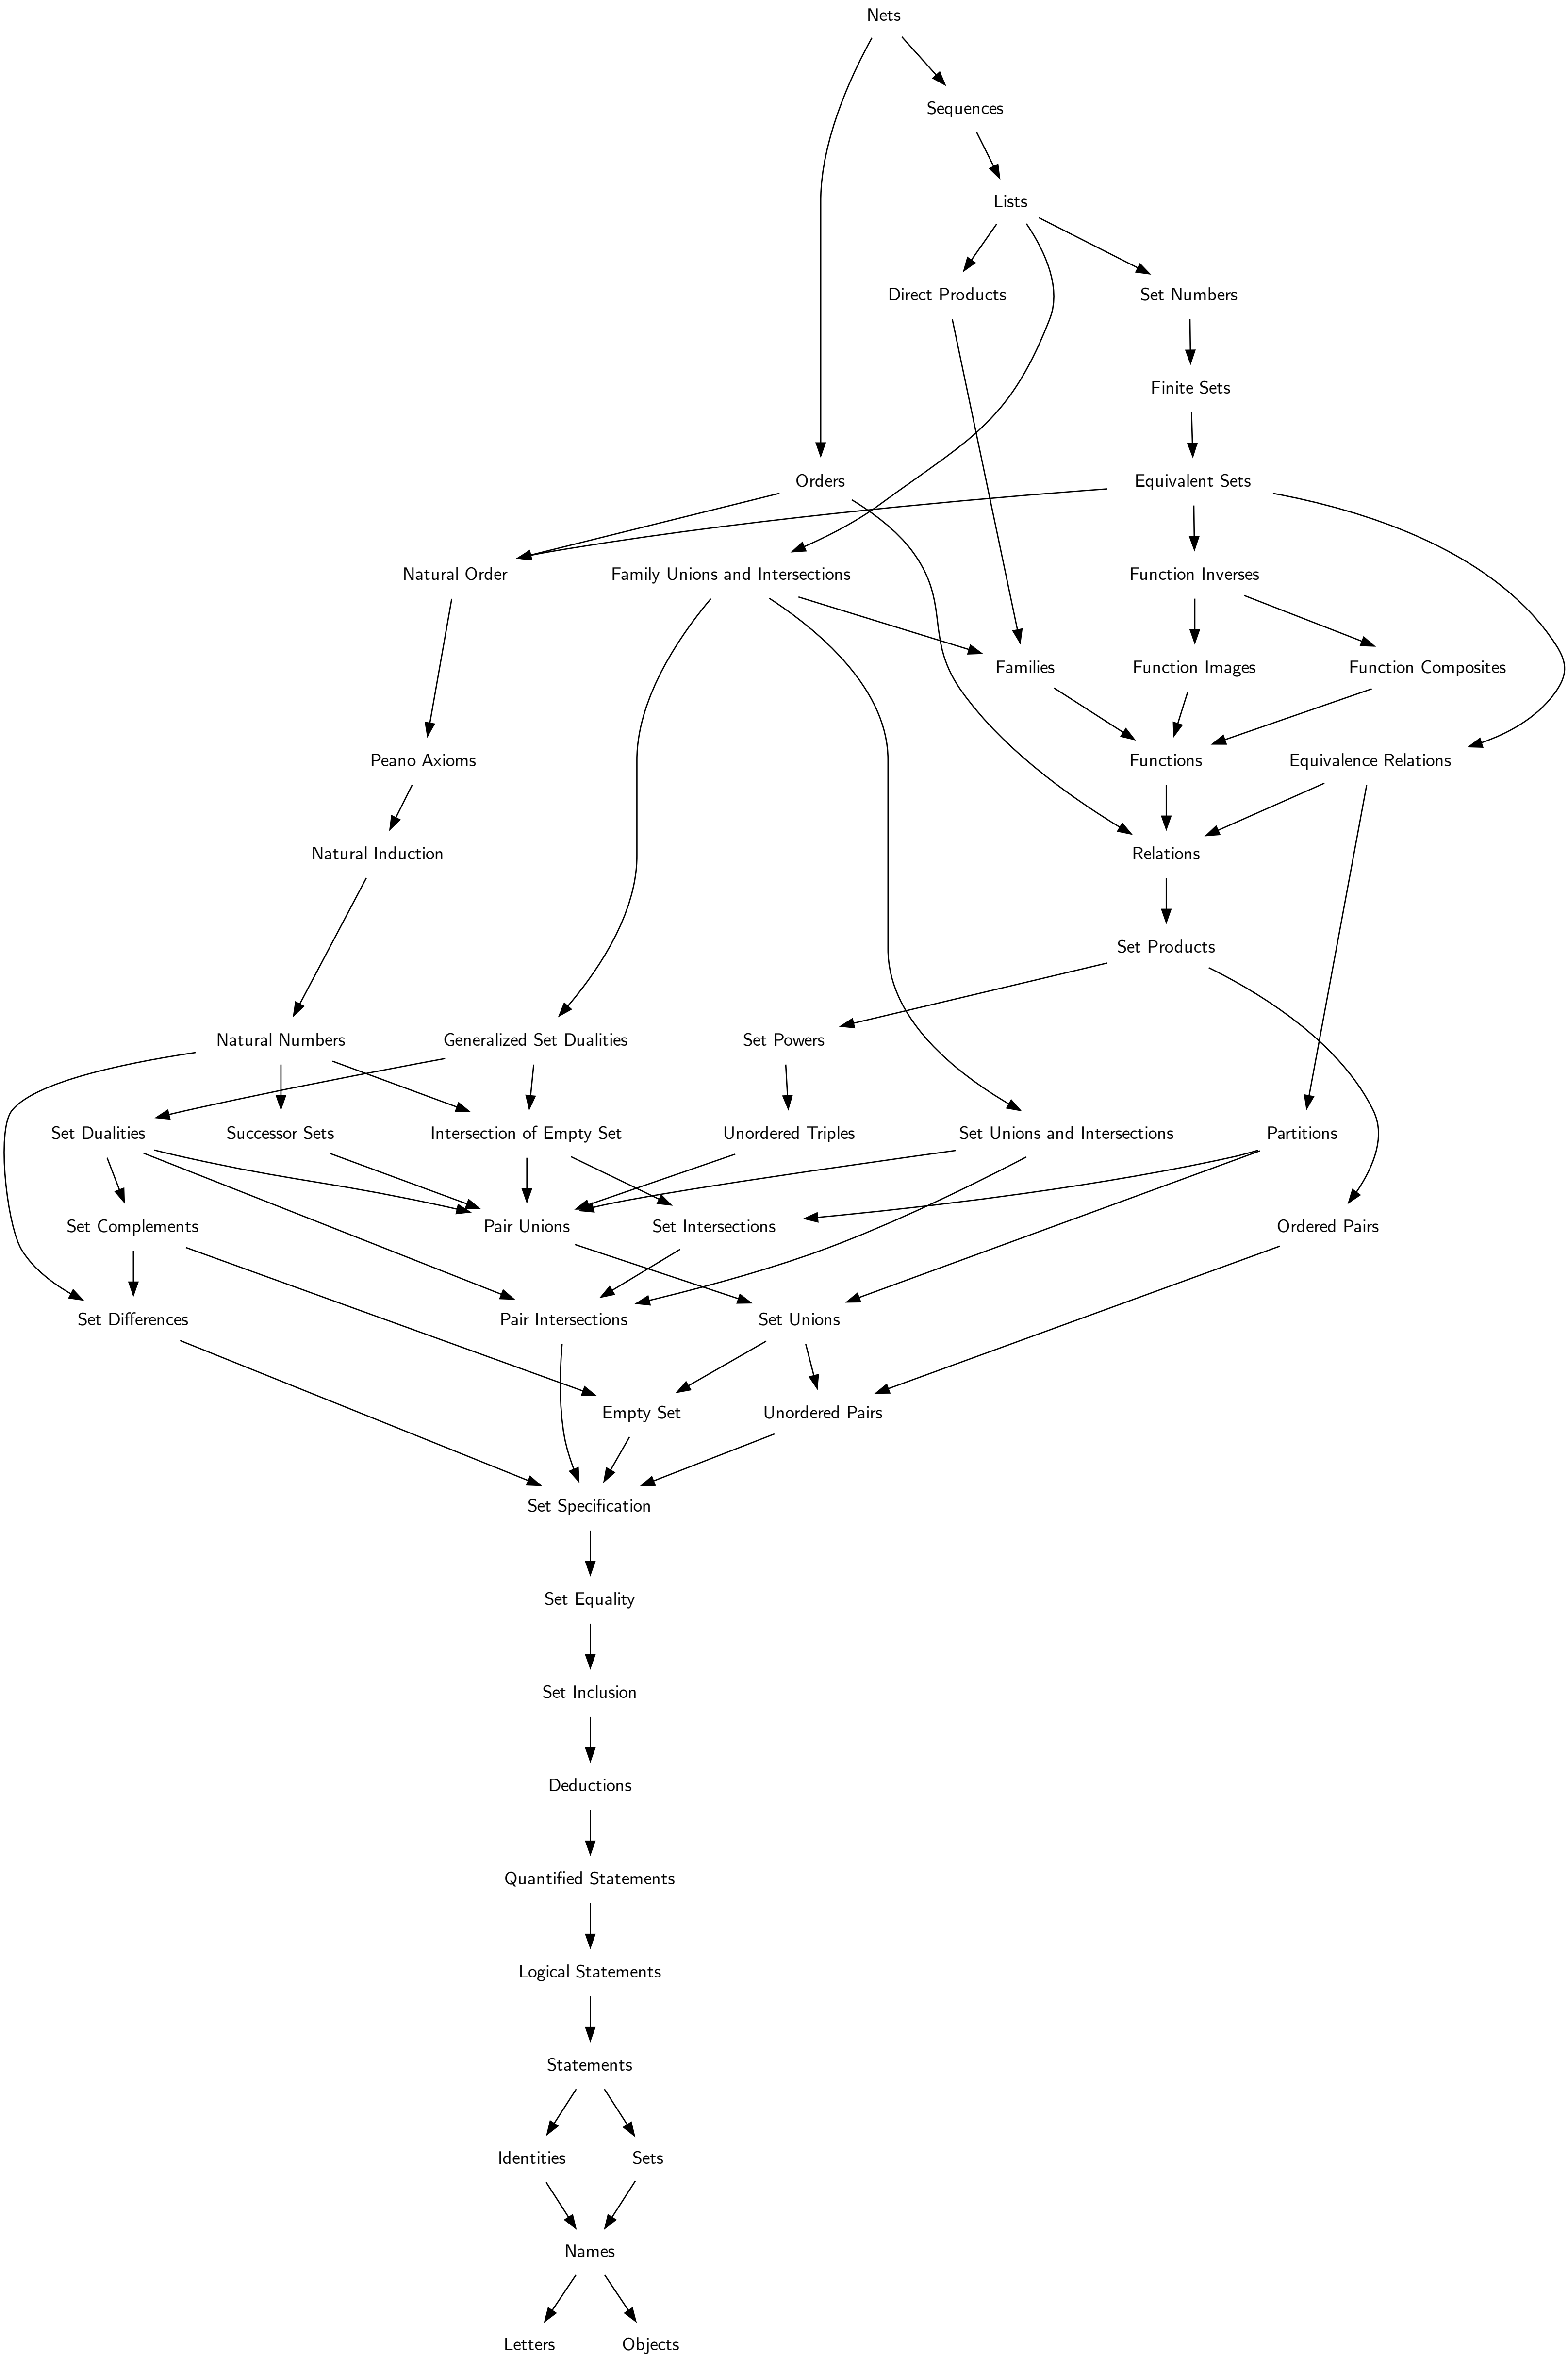 Nets
Sequences
Lists
Direct Products
Set Numbers
Finite Sets
Orders
Equivalent Sets
Natural Order
Family Unions and Intersections
Function Inverses
Families
Function Images
Function Composites
Peano Axioms
Functions
Equivalence Relations
Natural Induction
Relations
Set Products
Natural Numbers
Generalized Set Dualities
Set Powers
Set Dualities
Successor Sets
Intersection of Empty Set
Unordered Triples
Set Unions and Intersections
Partitions
Set Complements
Pair Unions
Set Intersections
Ordered Pairs
Set Differences
Pair Intersections
Set Unions
Empty Set
Unordered Pairs
Set Specification
Set Equality
Set Inclusion
Deductions
Quantified Statements
Logical Statements
Statements
Identities
Sets
Names
Letters
Objects